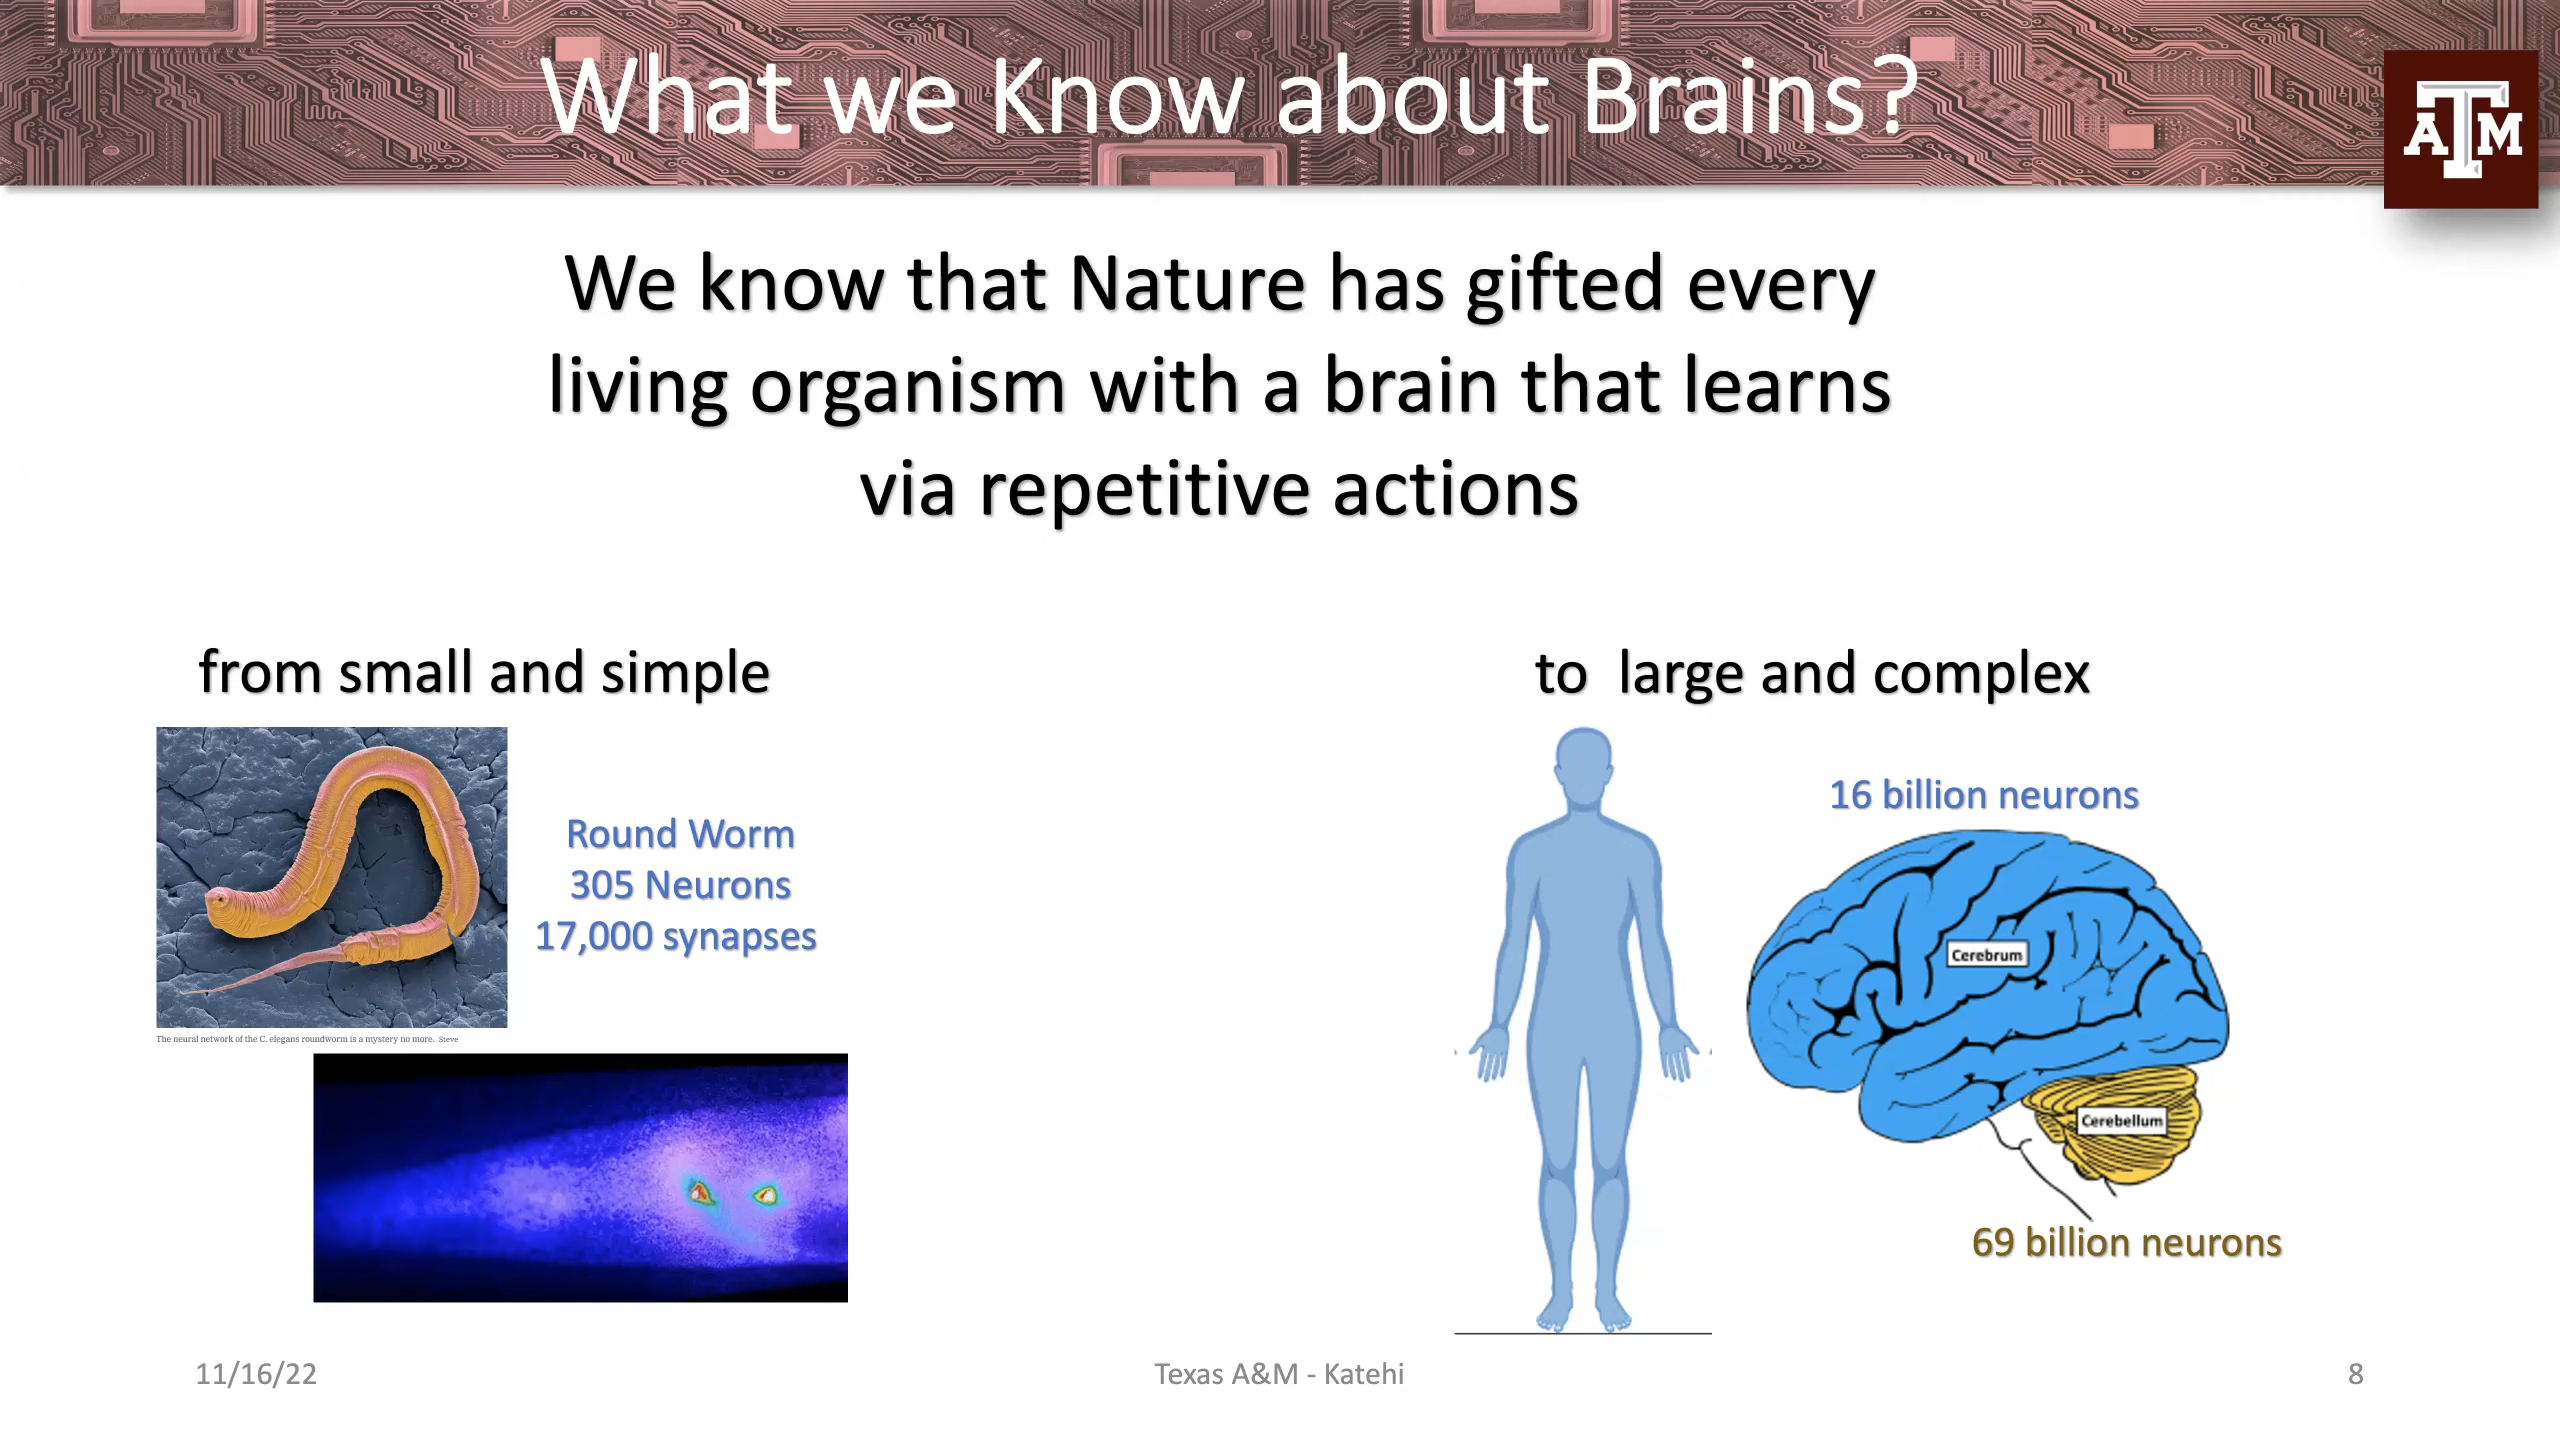 What we Know about Brains?
A T M
We know that Nature has gifted every
living organism with a brain that learns
via repetitive actions
from small and simple
to large and complex
Round Worm
305 Neurons
17,000 synapses
The neural network of the C. elegans roundworm is a mystery no more. Steve
16 billion neurons
Cerebrum
Cerebellum
69 billion neurons
11/16/22
Texas A&M - Katehi
8